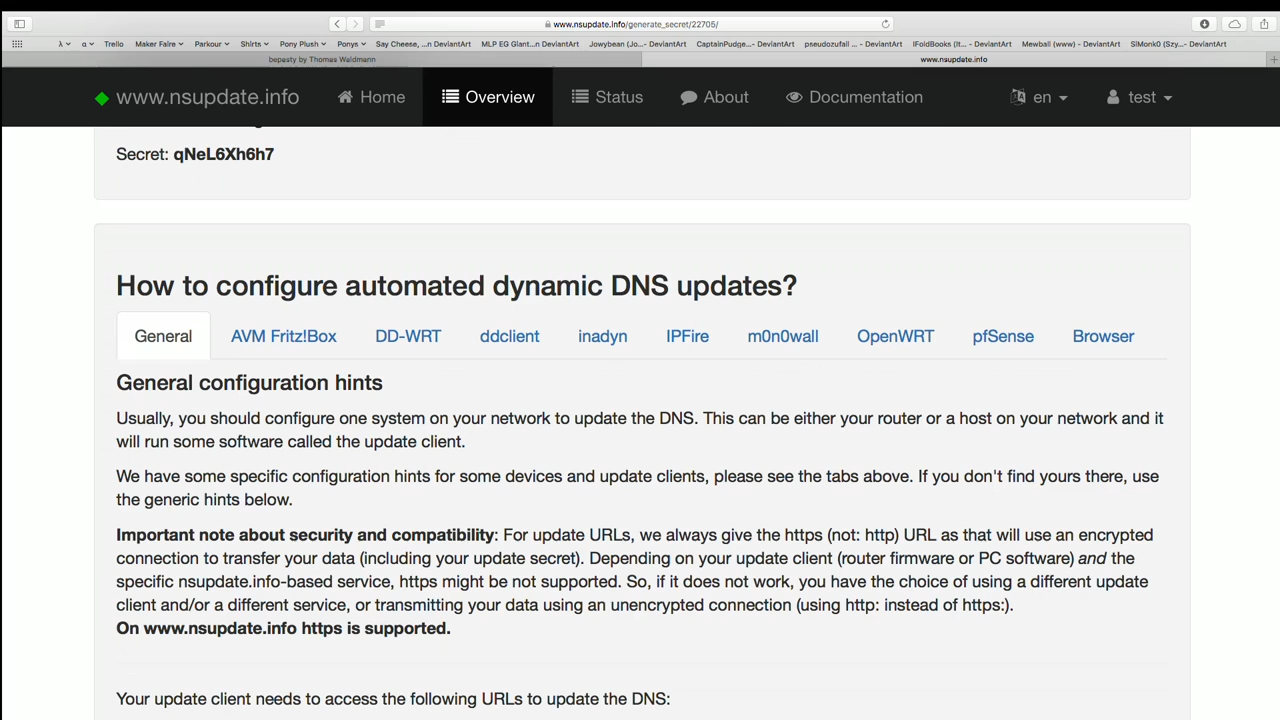 www.nsupdate.info/generate_secret/22705/
λ α Trello Maker Faire Parkour Shirts Pony Plush Ponys Say Cheese,...n DeviantArt MLP EG Giant...n DeviantArt Jowybean (Jo... - DeviantArt CaptainPudge... - DeviantArt pseudozufall ... - DeviantArt IFoldBooks (It... - DeviantArt Mewball (www) - DeviantArt SIMonk0 (Szy... - DeviantArt
bepasty by Thomas Waldmann www.nsupdate.info
www.nsupdate.info Home Overview Status About Documentation en test
Secret: qNeL6Xh6h7
How to configure automated dynamic DNS updates?
General AVM Fritz!Box DD-WRT ddclient inadyn IPFire m0n0wall OpenWRT pfSense Browser
General configuration hints
Usually, you should configure one system on your network to update the DNS. This can be either your router or a host on your network and it
will run some software called the update client.
We have some specific configuration hints for some devices and update clients, please see the tabs above. If you don't find yours there, use
the generic hints below.
Important note about security and compatibility: For update URLs, we always give the https (not: http) URL as that will use an encrypted
connection to transfer your data (including your update secret). Depending on your update client (router firmware or PC software) and the
specific nsupdate.info-based service, https might be not supported. So, if it does not work, you have the choice of using a different update
client and/or a different service, or transmitting your data using an unencrypted connection (using http: instead of https:).
On www.nsupdate.info https is supported.
Your update client needs to access the following URLs to update the DNS: